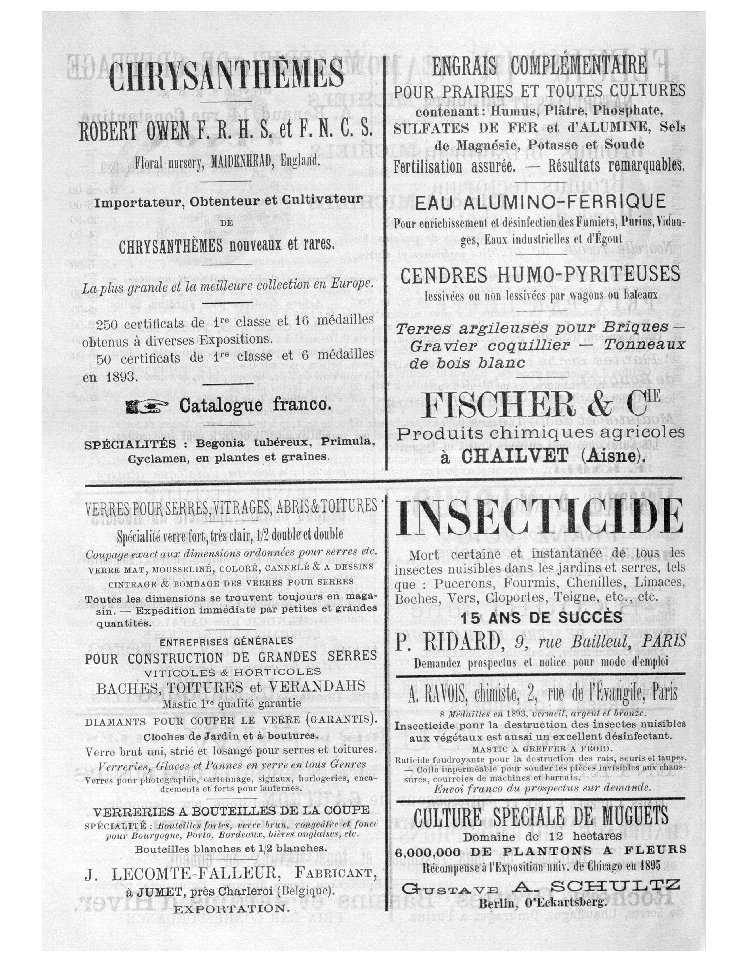 CHRYSANTHÈMES
ROBERT OWEN F. R. H. S. et F. N. C. S.
Floral nursery, MAIDENHEAD, England.
Importateur, Obtenteur et Cultivateur
DE
CHRYSANTHÈMES nouveaux et rares.
La plus grande et la meilleure collection en Europe.
250 certificats de 1re classe et 16 médailles
obtenus à diverses Expositions.
50 certificats de 1re classe et 6 médailles
en 1893.
Catalogue franco.
SPÉCIALITÉS : Begonia tubéreux, Primula,
Cyclamen, en plantes et graines.
ENGRAIS COMPLÉMENTAIRE
POUR PRAIRIES ET TOUTES CULTURES
contenant : Humus, Plâtre, Phosphate,
SULFATES DE FER et d'ALUMINE, Sels
de Magnésie, Potasse et Soude
Fertilisation assurée. — Résultats remarquables.
EAU ALUMINO-FERRIQUE
Pour enrichissement et désinfection des Fumiers, Purins, Vidan-
ges, Eaux industrielles et d'Égout
CENDRES HUMO-PYRITEUSES
lessivées ou non lessivées par wagons ou bateaux
Terres argileuses pour Briques —
Gravier coquillier — Tonneaux
de bois blanc
FISCHER & CIE
Produits chimiques agricoles
à CHAILVET (Aisne).
VERRES POUR SERRES, VITRAGES, ABRIS & TOITURES
Spécialité verre fort, très clair, 1/2 double et double
Coupage exact aux dimensions ordonnées pour serres etc.
VERRE MAT, MOUSSELINE, COLORÉ, CANNELÉ & A DESSINS
CINTRAGE & BOMBAGE DES VERRES POUR SERRES
Toutes les dimensions se trouvent toujours en maga-
sin. — Expédition immédiate par petites et grandes
quantités.
ENTREPRISES GÉNÉRALES
POUR CONSTRUCTION DE GRANDES SERRES
VITICOLES & HORTICOLES
BACHES, TOITURES et VERANDAHS
Mastic 1re qualité garantie
DIAMANTS POUR COUPER LE VERRE (GARANTIS).
Cloches de Jardin et à boutures.
Verre brut uni, strié et losangé pour serres et toitures.
Verreries, Glaces et Pannes en verre en tous Genres
Verres pour photographie, cartonnage, signaux, horlogeries, enca-
drements et forts pour lanternes.
VERRERIES A BOUTEILLES DE LA COUPE
SPÉCIALITÉ : Bouteilles fortes, verre brun, rougeâtre et foncé
pour Bourgogne, Porto, Bordeaux, bières anglaises, etc.
Bouteilles blanches et 1/2 blanches.
J. LECOMTE-FALLEUR, FABRICANT,
à JUMET, près Charleroi (Belgique).
EXPORTATION.
INSECTICIDE
Mort certaine et instantanée de tous les
insectes nuisibles dans les jardins et serres, tels
que : Pucerons, Fourmis, Chenilles, Limaces,
Loches, Vers, Cloportes, Teigne, etc., etc.
15 ANS DE SUCCÈS
P. RIDARD, 9, rue Bailleul, PARIS
Demandez prospectus et notice pour mode d'emploi
A. RAVOIS, chimiste, 2, rue de l'Évangile, Paris
8 Médailles en 1893, vermeil, argent et bronze.
Insecticide pour la destruction des insectes nuisibles
aux végétaux est aussi un excellent désinfectant.
MASTIC A GREFFER A FROID.
Raticide foudroyante pour la destruction des rats, souris et taupes.
— Colle imperméable pour souder les pièces invisibles aux chaus-
sures, courroies de machines et harnais.
Envoi franco du prospectus sur demande.
CULTURE SPÉCIALE DE MUGUETS
Domaine de 12 hectares
6,000,000 DE PLANTONS A FLEURS
Récompense à l'Exposition univ. de Chicago en 1893
GUSTAVE A. SCHULTZ
Berlin, O'Eckartsberg.